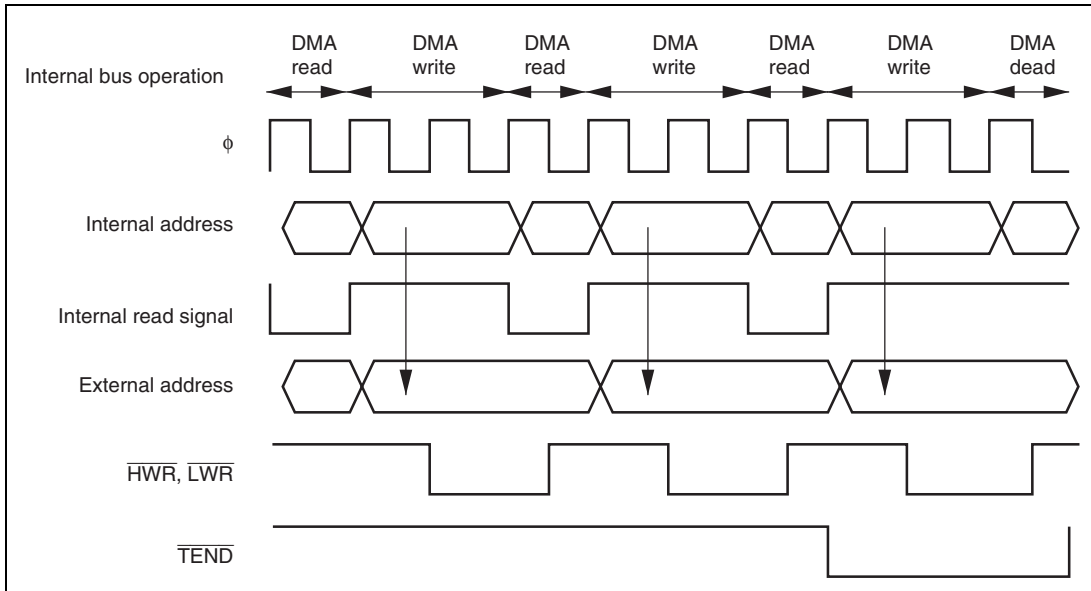 DMA read
DMA write
DMA read
DMA write
DMA read
DMA write
DMA dead
Internal bus operation
ϕ
Internal address
Internal read signal
External address
HWR, LWR
TEND